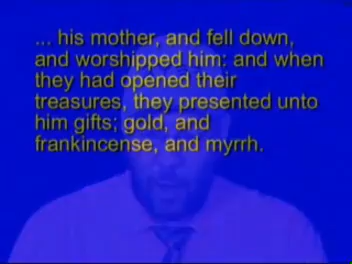 ... his mother, and fell down,
and worshipped him: and when
they had opened their
treasures, they presented unto
him gifts; gold, and
frankincense, and myrrh.